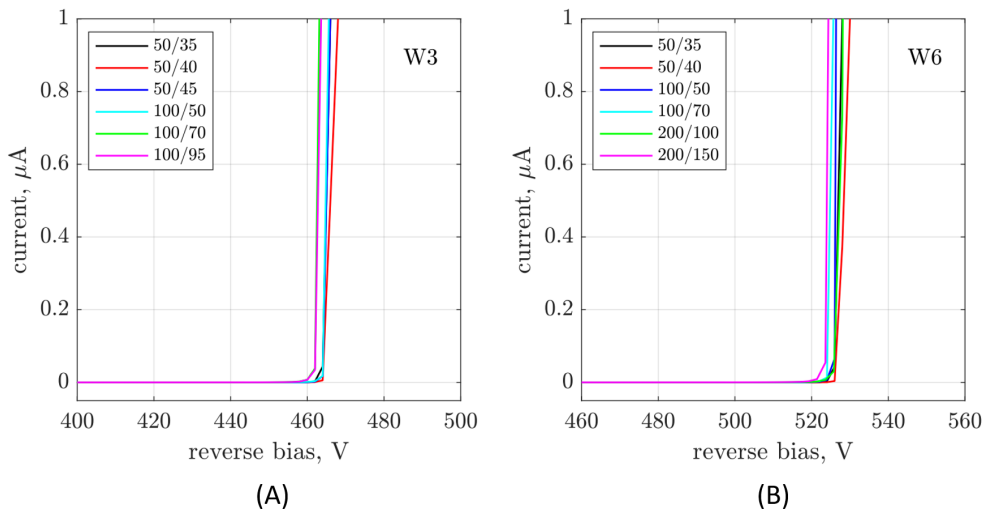 1
0.8
0.6
0.4
0.2
0
current, μA
50/35
50/40
50/45
100/50
100/70
100/95
W3
400 420 440 460 480 500
reverse bias, V
(A)
1
0.8
0.6
0.4
0.2
0
current, μA
50/35
50/40
100/50
100/70
200/100
200/150
W6
460 480 500 520 540 560
reverse bias, V
(B)